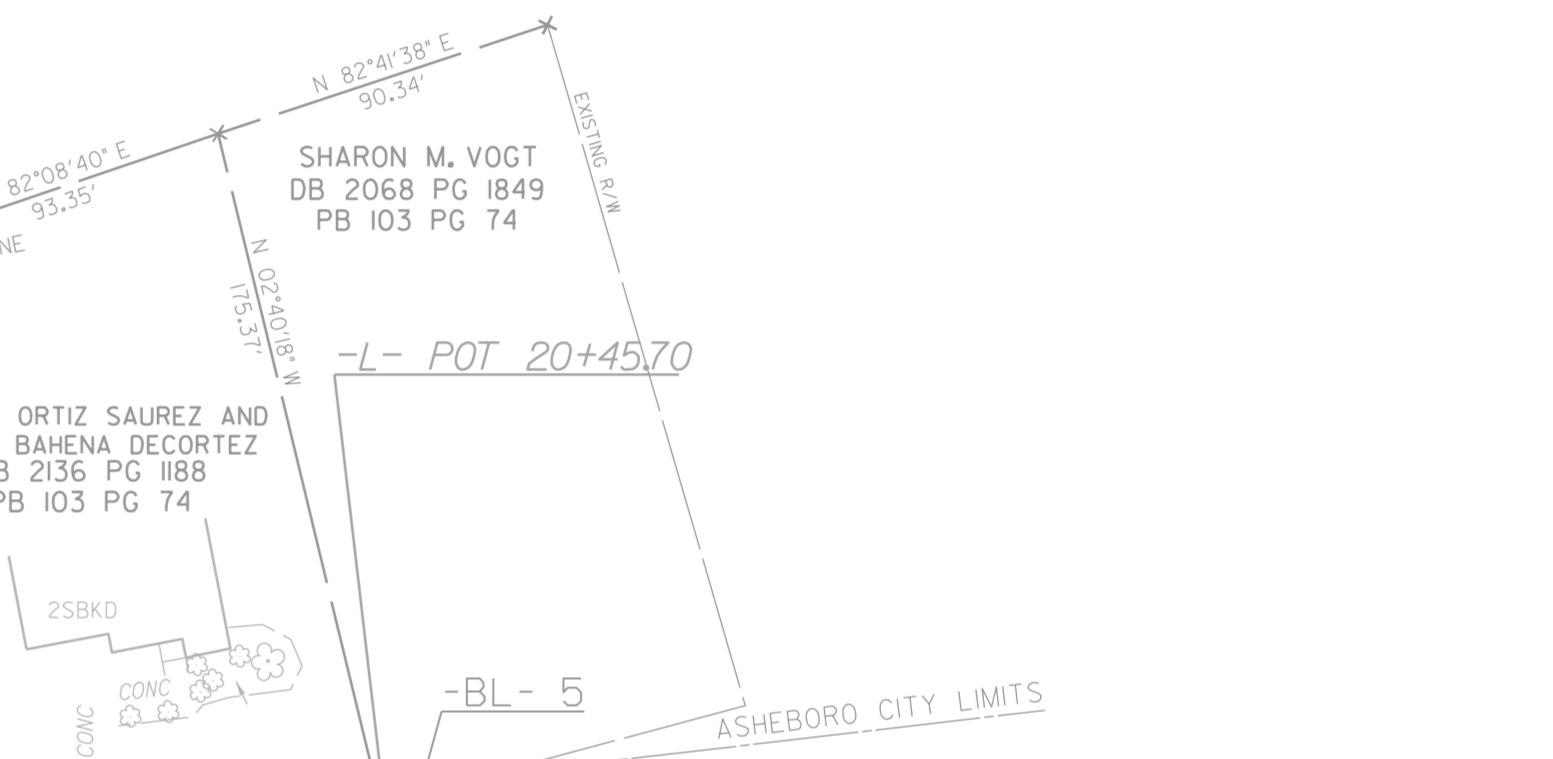 N 82°41'38" E
90.34'
82°08'40" E
93.35'
NE
EXISTING R/W
SHARON M. VOGT
DB 2068 PG 1849
PB 103 PG 74
N 02°40'18" W
175.37'
-L- POT 20+45.70
ORTIZ SAUREZ AND
BAHENA DECORTEZ
B 2136 PG 1188
PB 103 PG 74
2SBKD
CONC
CONC
-BL- 5
ASHEBORO CITY LIMITS